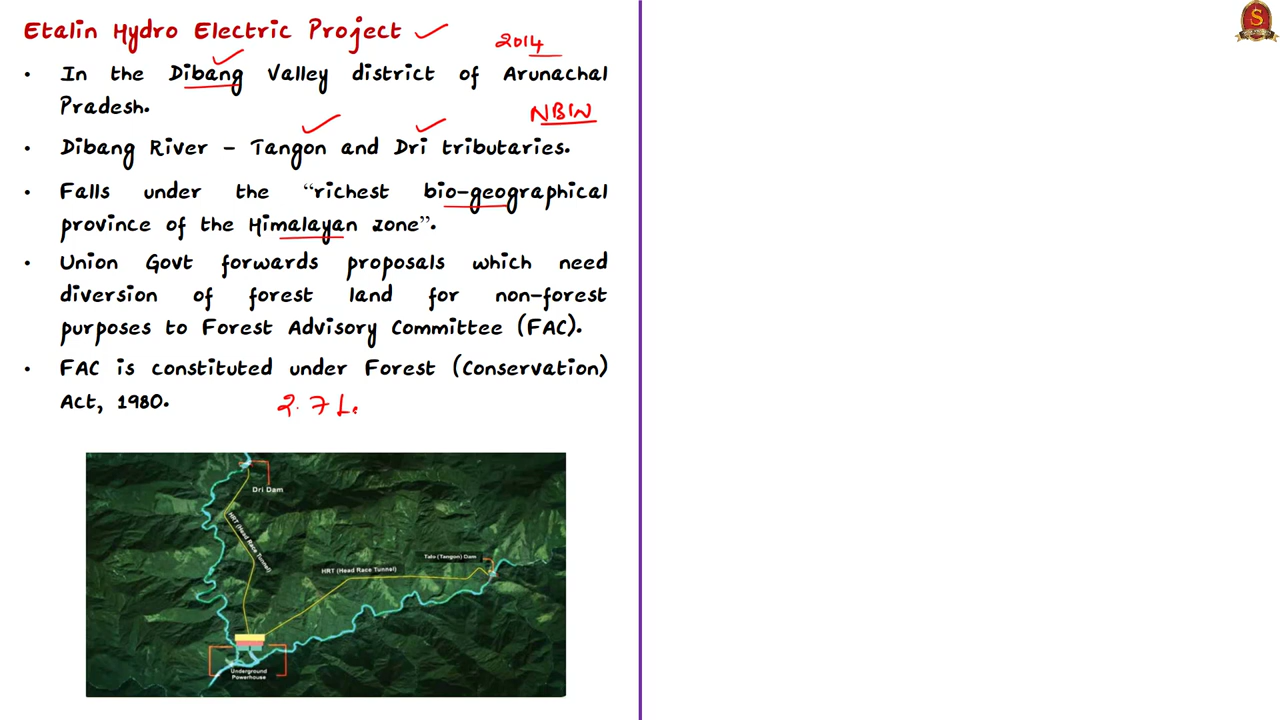 Etalin Hydro Electric Project
2014
• In the Dibang Valley district of Arunachal
Pradesh.
NBW
• Dibang River – Tangon and Dri tributaries.
• Falls under the “richest bio-geographical
province of the Himalayan zone”.
• Union Govt forwards proposals which need
diversion of forest land for non-forest
purposes to Forest Advisory Committee (FAC).
• FAC is constituted under Forest (Conservation)
Act, 1980.
2.7 L
Dri Dam
HRT (Head Race Tunnel)
Talo (Tangon) Dam
HRT (Head Race Tunnel)
Underground
Powerhouse
S